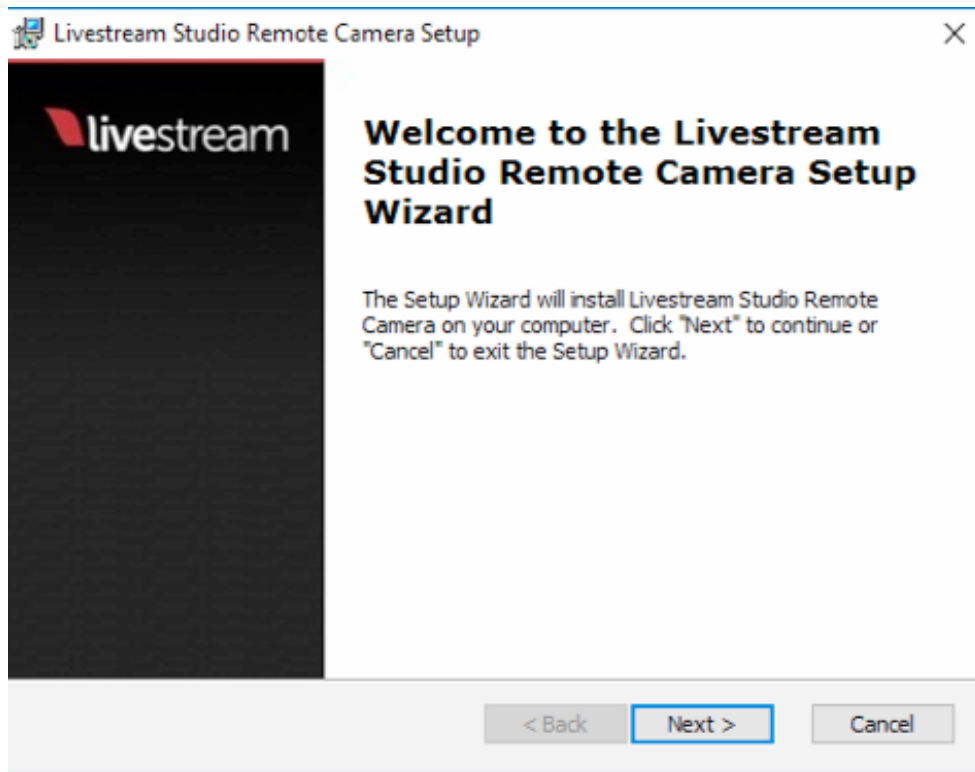 Livestream Studio Remote Camera Setup
livestream
Welcome to the Livestream
Studio Remote Camera Setup
Wizard
The Setup Wizard will install Livestream Studio Remote
Camera on your computer.  Click "Next" to continue or
"Cancel" to exit the Setup Wizard.
< Back Next > Cancel